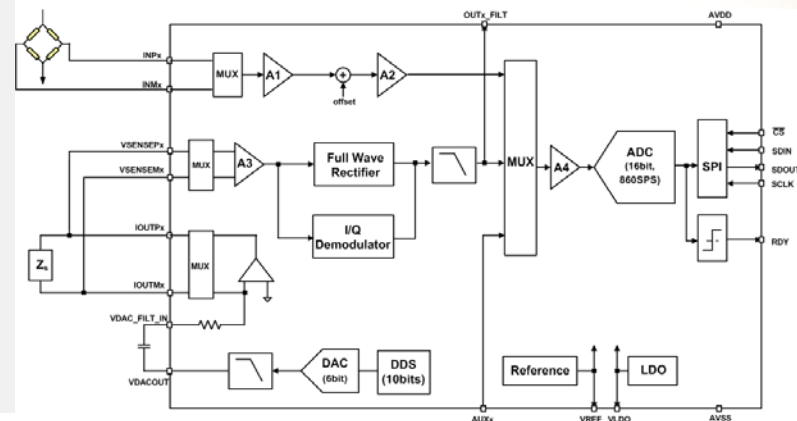 OUTx_FILT
AVDD
INPx
INMx
MUX
A1
offset
A2
VSENSEPx
VSENSEMx
MUX
A3
Full Wave
Rectifier
I/Q
Demodulator
MUX
A4
ADC
(16bit,
860SPS)
SPI
CS
SDIN
SDOUT
SCLK
RDY
IOUTPx
IOUTMx
MUX
Zs
VDAC_FILT_IN
VDACOUT
DAC
(6bit)
DDS
(10bits)
Reference
LDO
AUXx
VREF
VLDO
AVSS